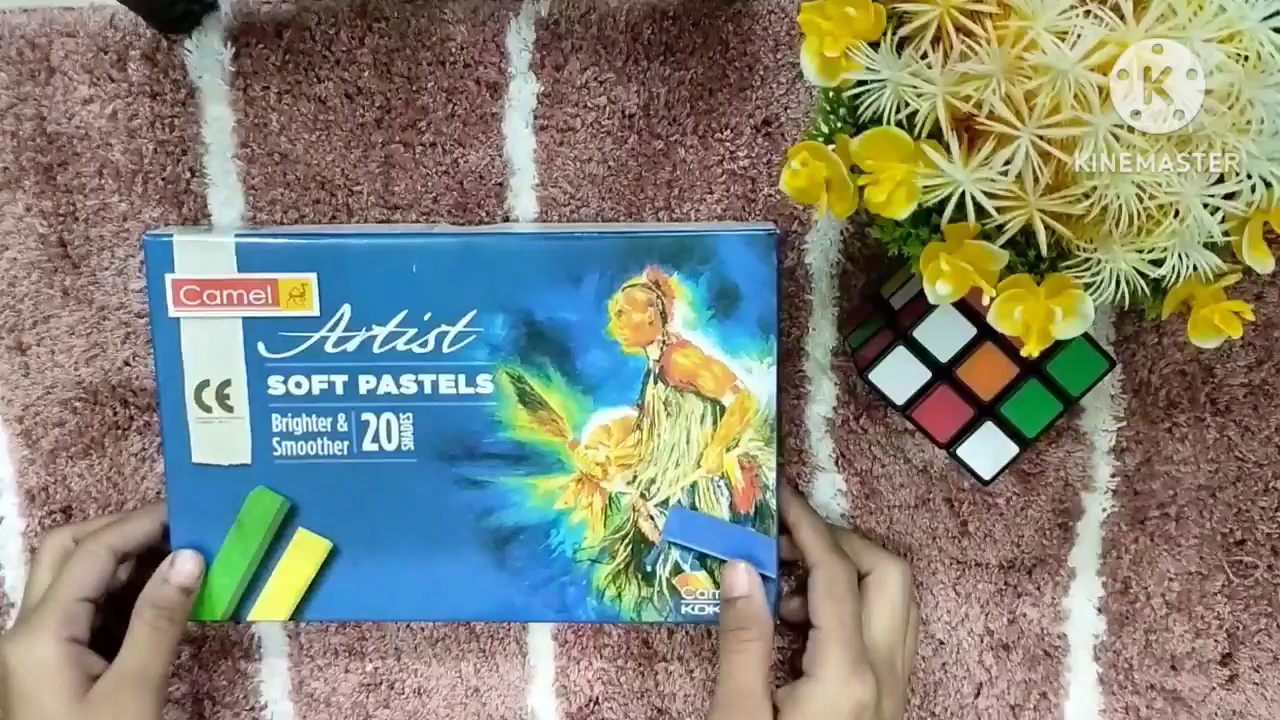 K
KINEMASTER
Camel
Artist
SOFT PASTELS
Brighter &
Smoother
20
SHADES
CE